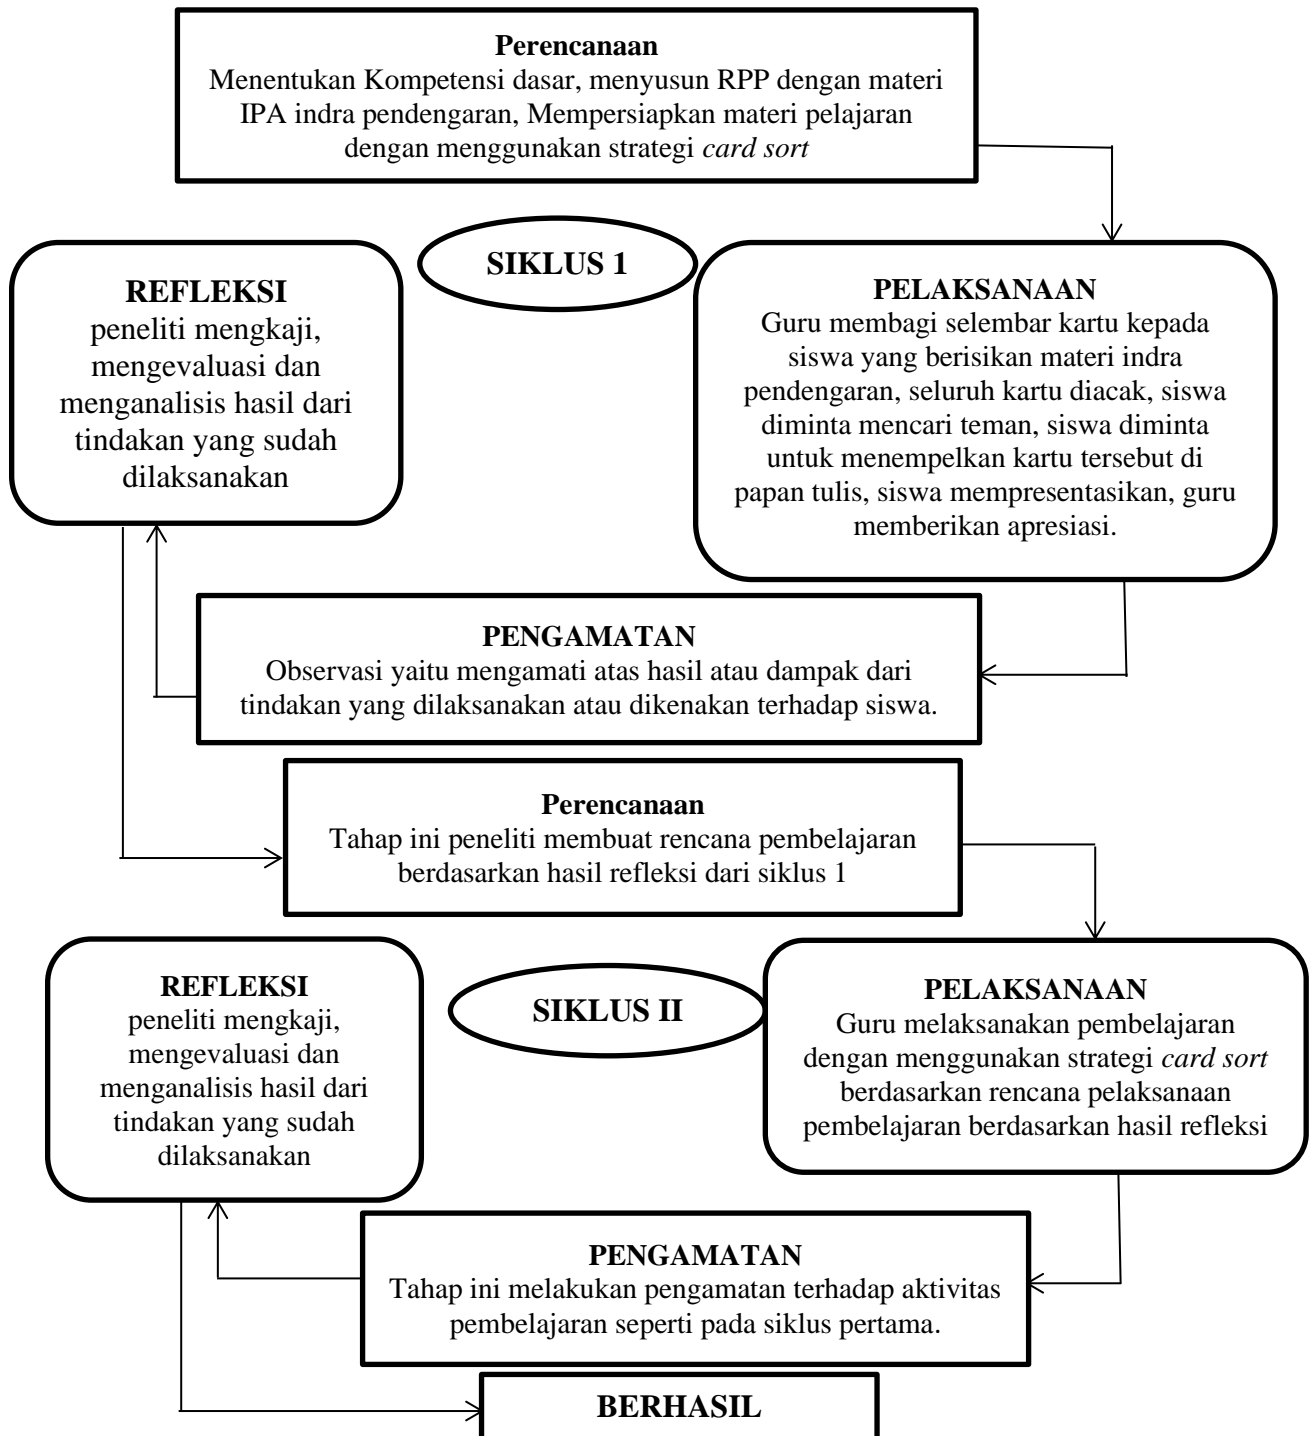 Perencanaan
Menentukan Kompetensi dasar, menyusun RPP dengan materi
IPA indra pendengaran, Mempersiapkan materi pelajaran
dengan menggunakan strategi card sort
SIKLUS 1
REFLEKSI
peneliti mengkaji,
mengevaluasi dan
menganalisis hasil dari
tindakan yang sudah
dilaksanakan
PELAKSANAAN
Guru membagi selembar kartu kepada
siswa yang berisikan materi indra
pendengaran, seluruh kartu diacak, siswa
diminta mencari teman, siswa diminta
untuk menempelkan kartu tersebut di
papan tulis, siswa mempresentasikan, guru
memberikan apresiasi.
PENGAMATAN
Observasi yaitu mengamati atas hasil atau dampak dari
tindakan yang dilaksanakan atau dikenakan terhadap siswa.
Perencanaan
Tahap ini peneliti membuat rencana pembelajaran
berdasarkan hasil refleksi dari siklus 1
REFLEKSI
peneliti mengkaji,
mengevaluasi dan
menganalisis hasil dari
tindakan yang sudah
dilaksanakan
SIKLUS II
PELAKSANAAN
Guru melaksanakan pembelajaran
dengan menggunakan strategi card sort
berdasarkan rencana pelaksanaan
pembelajaran berdasarkan hasil refleksi
PENGAMATAN
Tahap ini melakukan pengamatan terhadap aktivitas
pembelajaran seperti pada siklus pertama.
BERHASIL